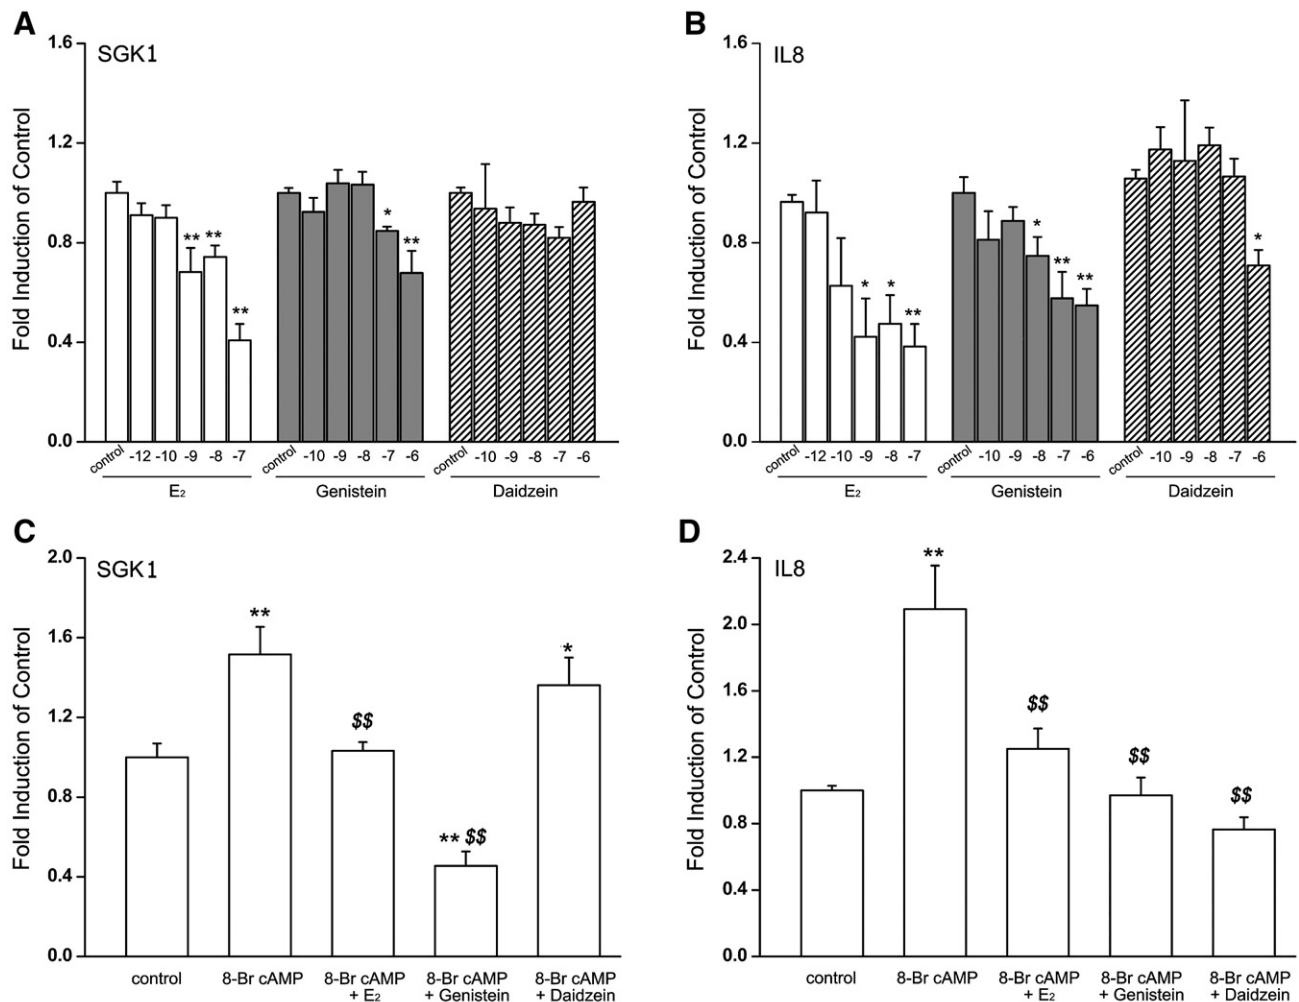 A
SGK1
Fold Induction of Control
1.6
1.2
0.8
0.4
0.0
** ** **
* **
control -12 -10 -9 -8 -7
control -10 -9 -8 -7 -6
control -10 -9 -8 -7 -6
E₂ Genistein Daidzein
B
IL8
Fold Induction of Control
1.6
1.2
0.8
0.4
0.0
* * **
* ** **
*
control -12 -10 -9 -8 -7
control -10 -9 -8 -7 -6
control -10 -9 -8 -7 -6
E₂ Genistein Daidzein
C
SGK1
Fold Induction of Control
2.0
1.6
1.2
0.8
0.4
0.0
**
$$
** $$
*
control
8-Br cAMP
8-Br cAMP
+ E₂
8-Br cAMP
+ Genistein
8-Br cAMP
+ Daidzein
D
IL8
Fold Induction of Control
2.4
2.0
1.6
1.2
0.8
0.4
0.0
**
$$
$$
$$
control
8-Br cAMP
8-Br cAMP
+ E₂
8-Br cAMP
+ Genistein
8-Br cAMP
+ Daidzein